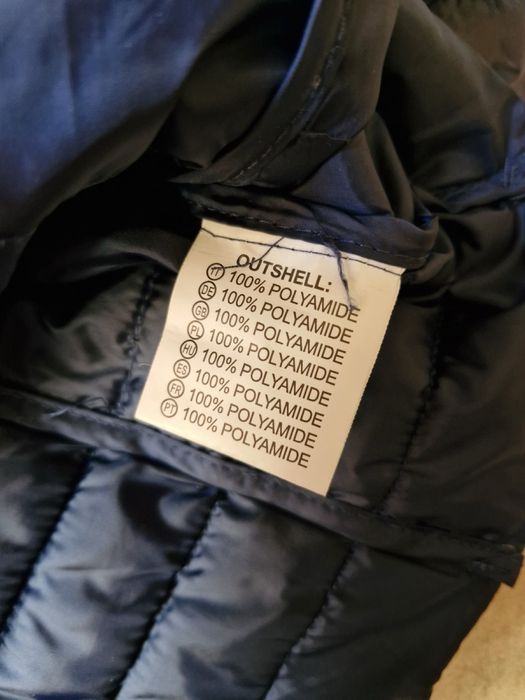 OUTSHELL:
IT 100% POLYAMIDE
DE 100% POLYAMIDE
GB 100% POLYAMIDE
PL 100% POLYAMIDE
HU 100% POLYAMIDE
ES 100% POLYAMIDE
FR 100% POLYAMIDE
PT 100% POLYAMIDE